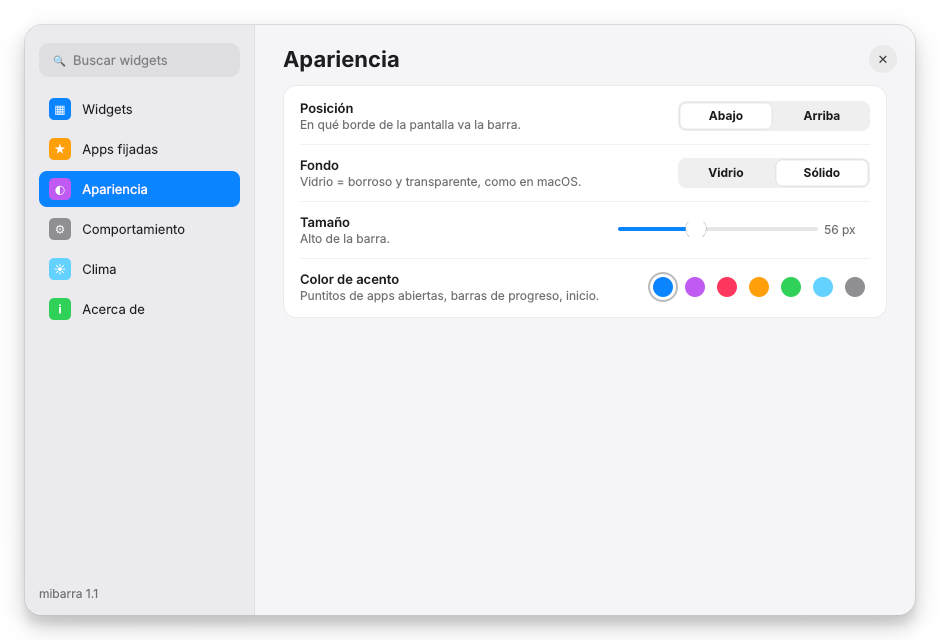 Buscar widgets
Widgets
Apps fijadas
Apariencia
Comportamiento
Clima
i
Acerca de
mibarra 1.1
Apariencia
Posición
En qué borde de la pantalla va la barra.
Abajo
Arriba
Fondo
Vidrio = borroso y transparente, como en macOS.
Vidrio
Sólido
Tamaño
Alto de la barra.
56 px
Color de acento
Puntitos de apps abiertas, barras de progreso, inicio.